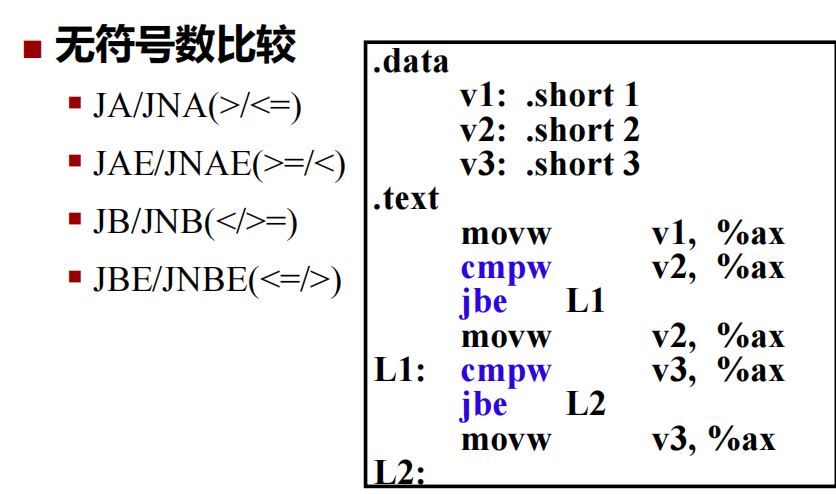 无符号数比较
JA/JNA(>/<=)
JAE/JNAE(>=/<)
JB/JNB(</>=)
JBE/JNBE(<=/>)
.data
v1: .short 1
v2: .short 2
v3: .short 3
.text
movw v1, %ax
cmpw v2, %ax
jbe L1
movw v2, %ax
L1: cmpw v3, %ax
jbe L2
movw v3, %ax
L2: